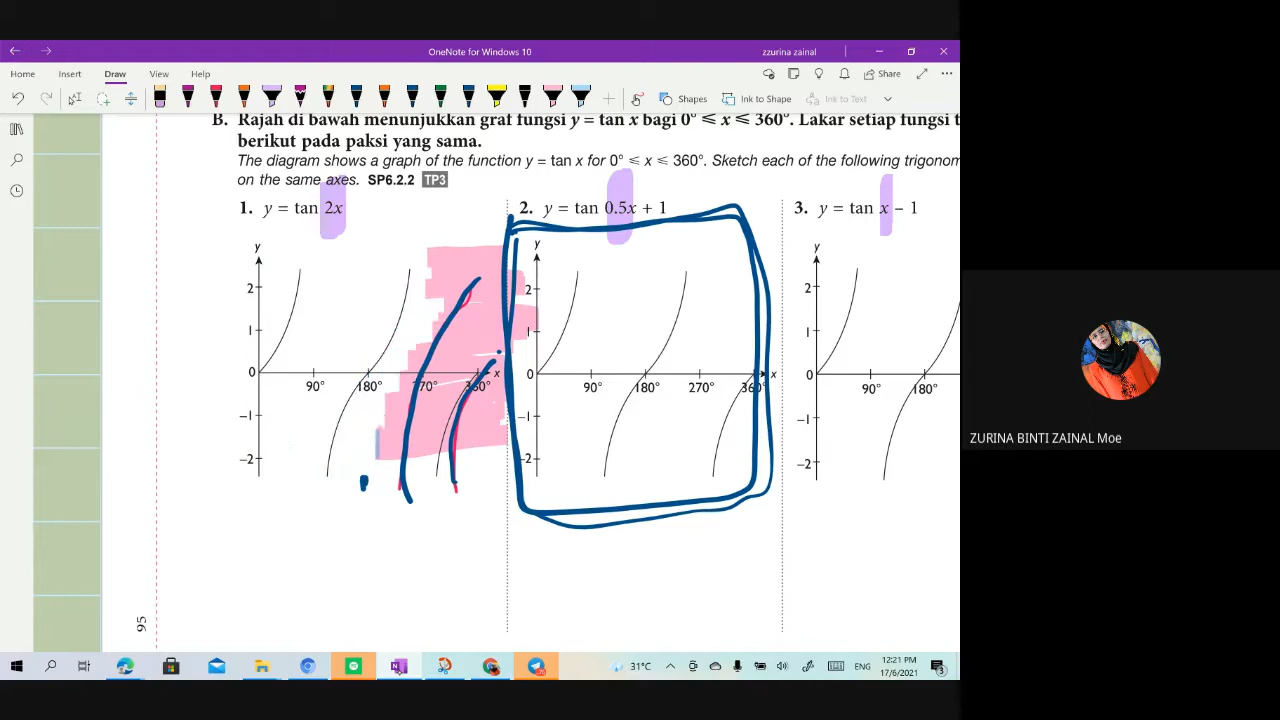 OneNote for Windows 10
zzurina zainal
Home Insert Draw View Help
Share
Shapes Ink to Shape Ink to Text
B. Rajah di bawah menunjukkan graf fungsi y = tan x bagi 0° ≤ x ≤ 360°. Lakar setiap fungsi t
berikut pada paksi yang sama.
The diagram shows a graph of the function y = tan x for 0° ≤ x ≤ 360°. Sketch each of the following trigonom
on the same axes. SP6.2.2 TP3
1. y = tan 2x
2. y = tan 0.5x + 1
3. y = tan x – 1
y
2
1
0
–1
–2
90° 180° 270° 360° x
y
2
1
0
–1
–2
90° 180° 270° 360° x
y
2
1
0
–1
–2
90° 180°
95
ZURINA BINTI ZAINAL Moe
31°C
ENG
12:21 PM
17/6/2021
3